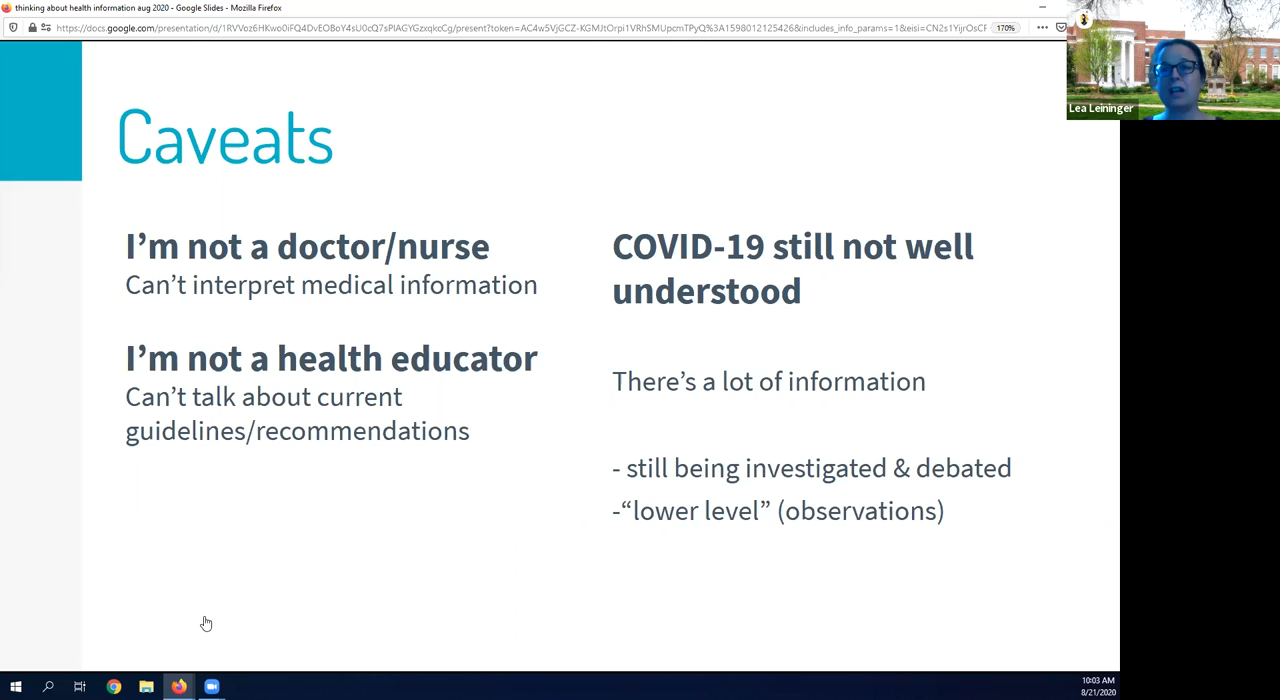 thinking about health information aug 2020 - Google Slides - Mozilla Firefox
170%
Lea Leininger
Caveats
I'm not a doctor/nurse
Can't interpret medical information
I'm not a health educator
Can't talk about current
guidelines/recommendations
COVID-19 still not well
understood
There's a lot of information
- still being investigated & debated
-“lower level” (observations)
10:03 AM
8/21/2020